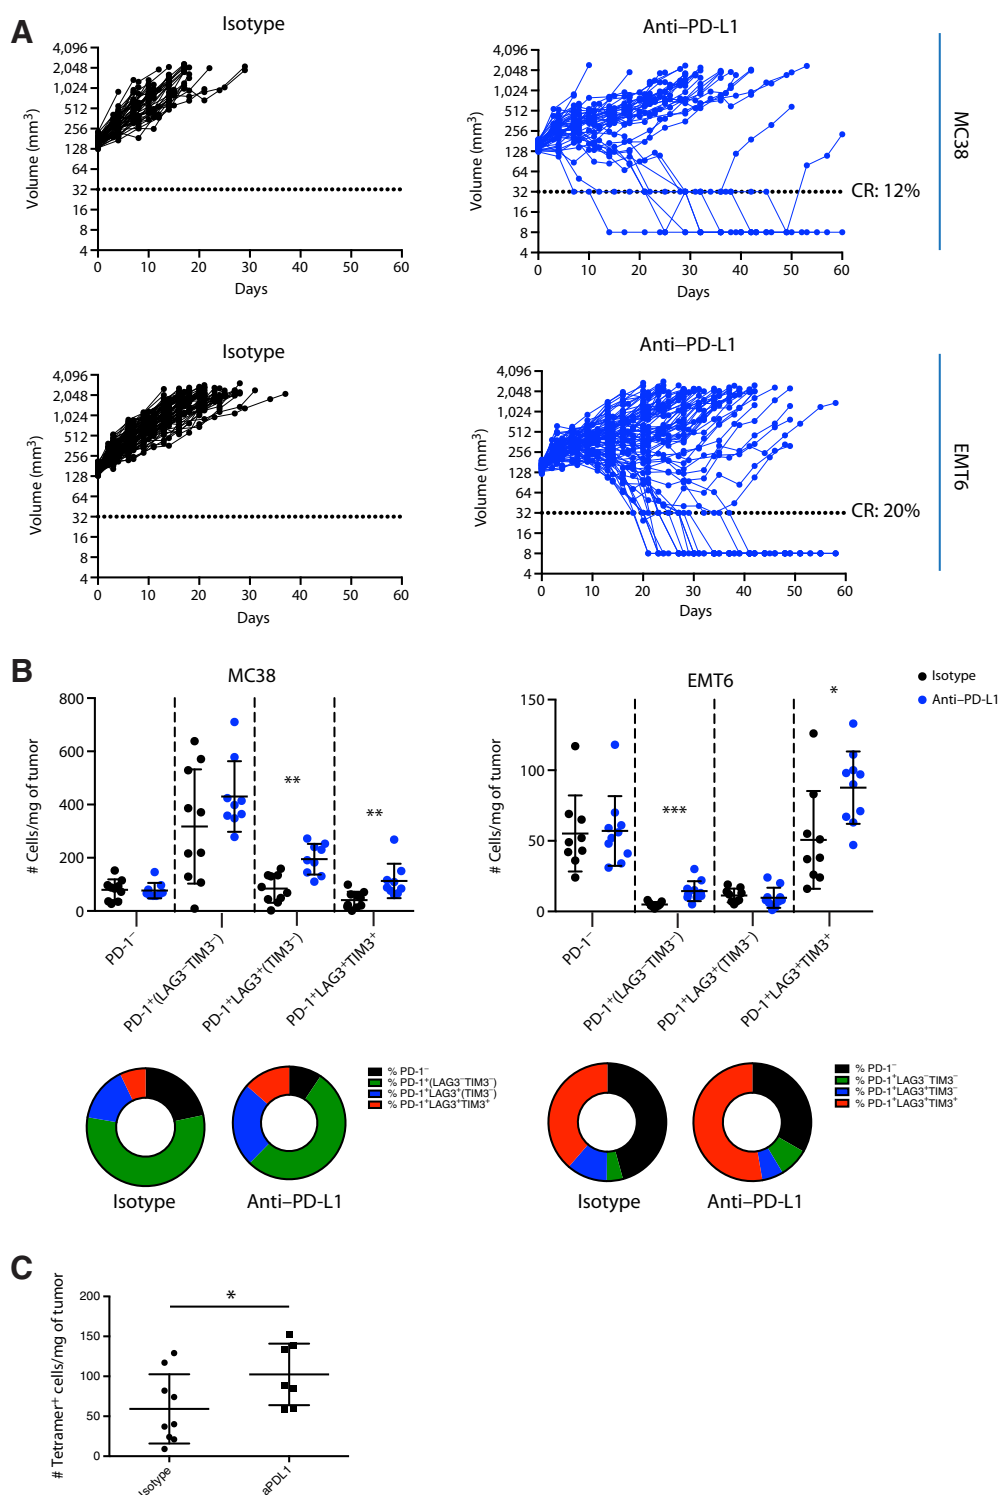 A
Isotype
Volume (mm3)
4,096
2,048
1,024
512
256
128
64
32
16
8
4
0
10
20
30
40
50
60
Days
Anti–PD-L1
Volume (mm3)
4,096
2,048
1,024
512
256
128
64
32
16
8
4
0
10
20
30
40
50
60
Days
CR: 12%
MC38
Isotype
Volume (mm3)
4,096
2,048
1,024
512
256
128
64
32
16
8
4
0
10
20
30
40
50
60
Days
Anti–PD-L1
Volume (mm3)
4,096
2,048
1,024
512
256
128
64
32
16
8
4
0
10
20
30
40
50
60
Days
CR: 20%
EMT6
B
MC38
# Cells/mg of tumor
800
600
400
200
0
**
**
PD-1−
PD-1+(LAG3−TIM3−)
PD-1+LAG3+(TIM3−)
PD-1+LAG3+TIM3+
EMT6
# Cells/mg of tumor
150
100
50
0
***
*
PD-1−
PD-1+(LAG3−TIM3−)
PD-1+LAG3+(TIM3−)
PD-1+LAG3+TIM3+
Isotype
Anti–PD-L1
Isotype
Anti–PD-L1
% PD-1−
% PD-1+(LAG3−TIM3−)
% PD-1+LAG3+(TIM3−)
% PD-1+LAG3+TIM3+
Isotype
Anti–PD-L1
% PD-1−
% PD-1+LAG3−TIM3−
% PD-1+LAG3+TIM3−
% PD-1+LAG3+TIM3+
C
# Tetramer+ cells/mg of tumor
200
150
100
50
0
*
Isotype
aPDL1